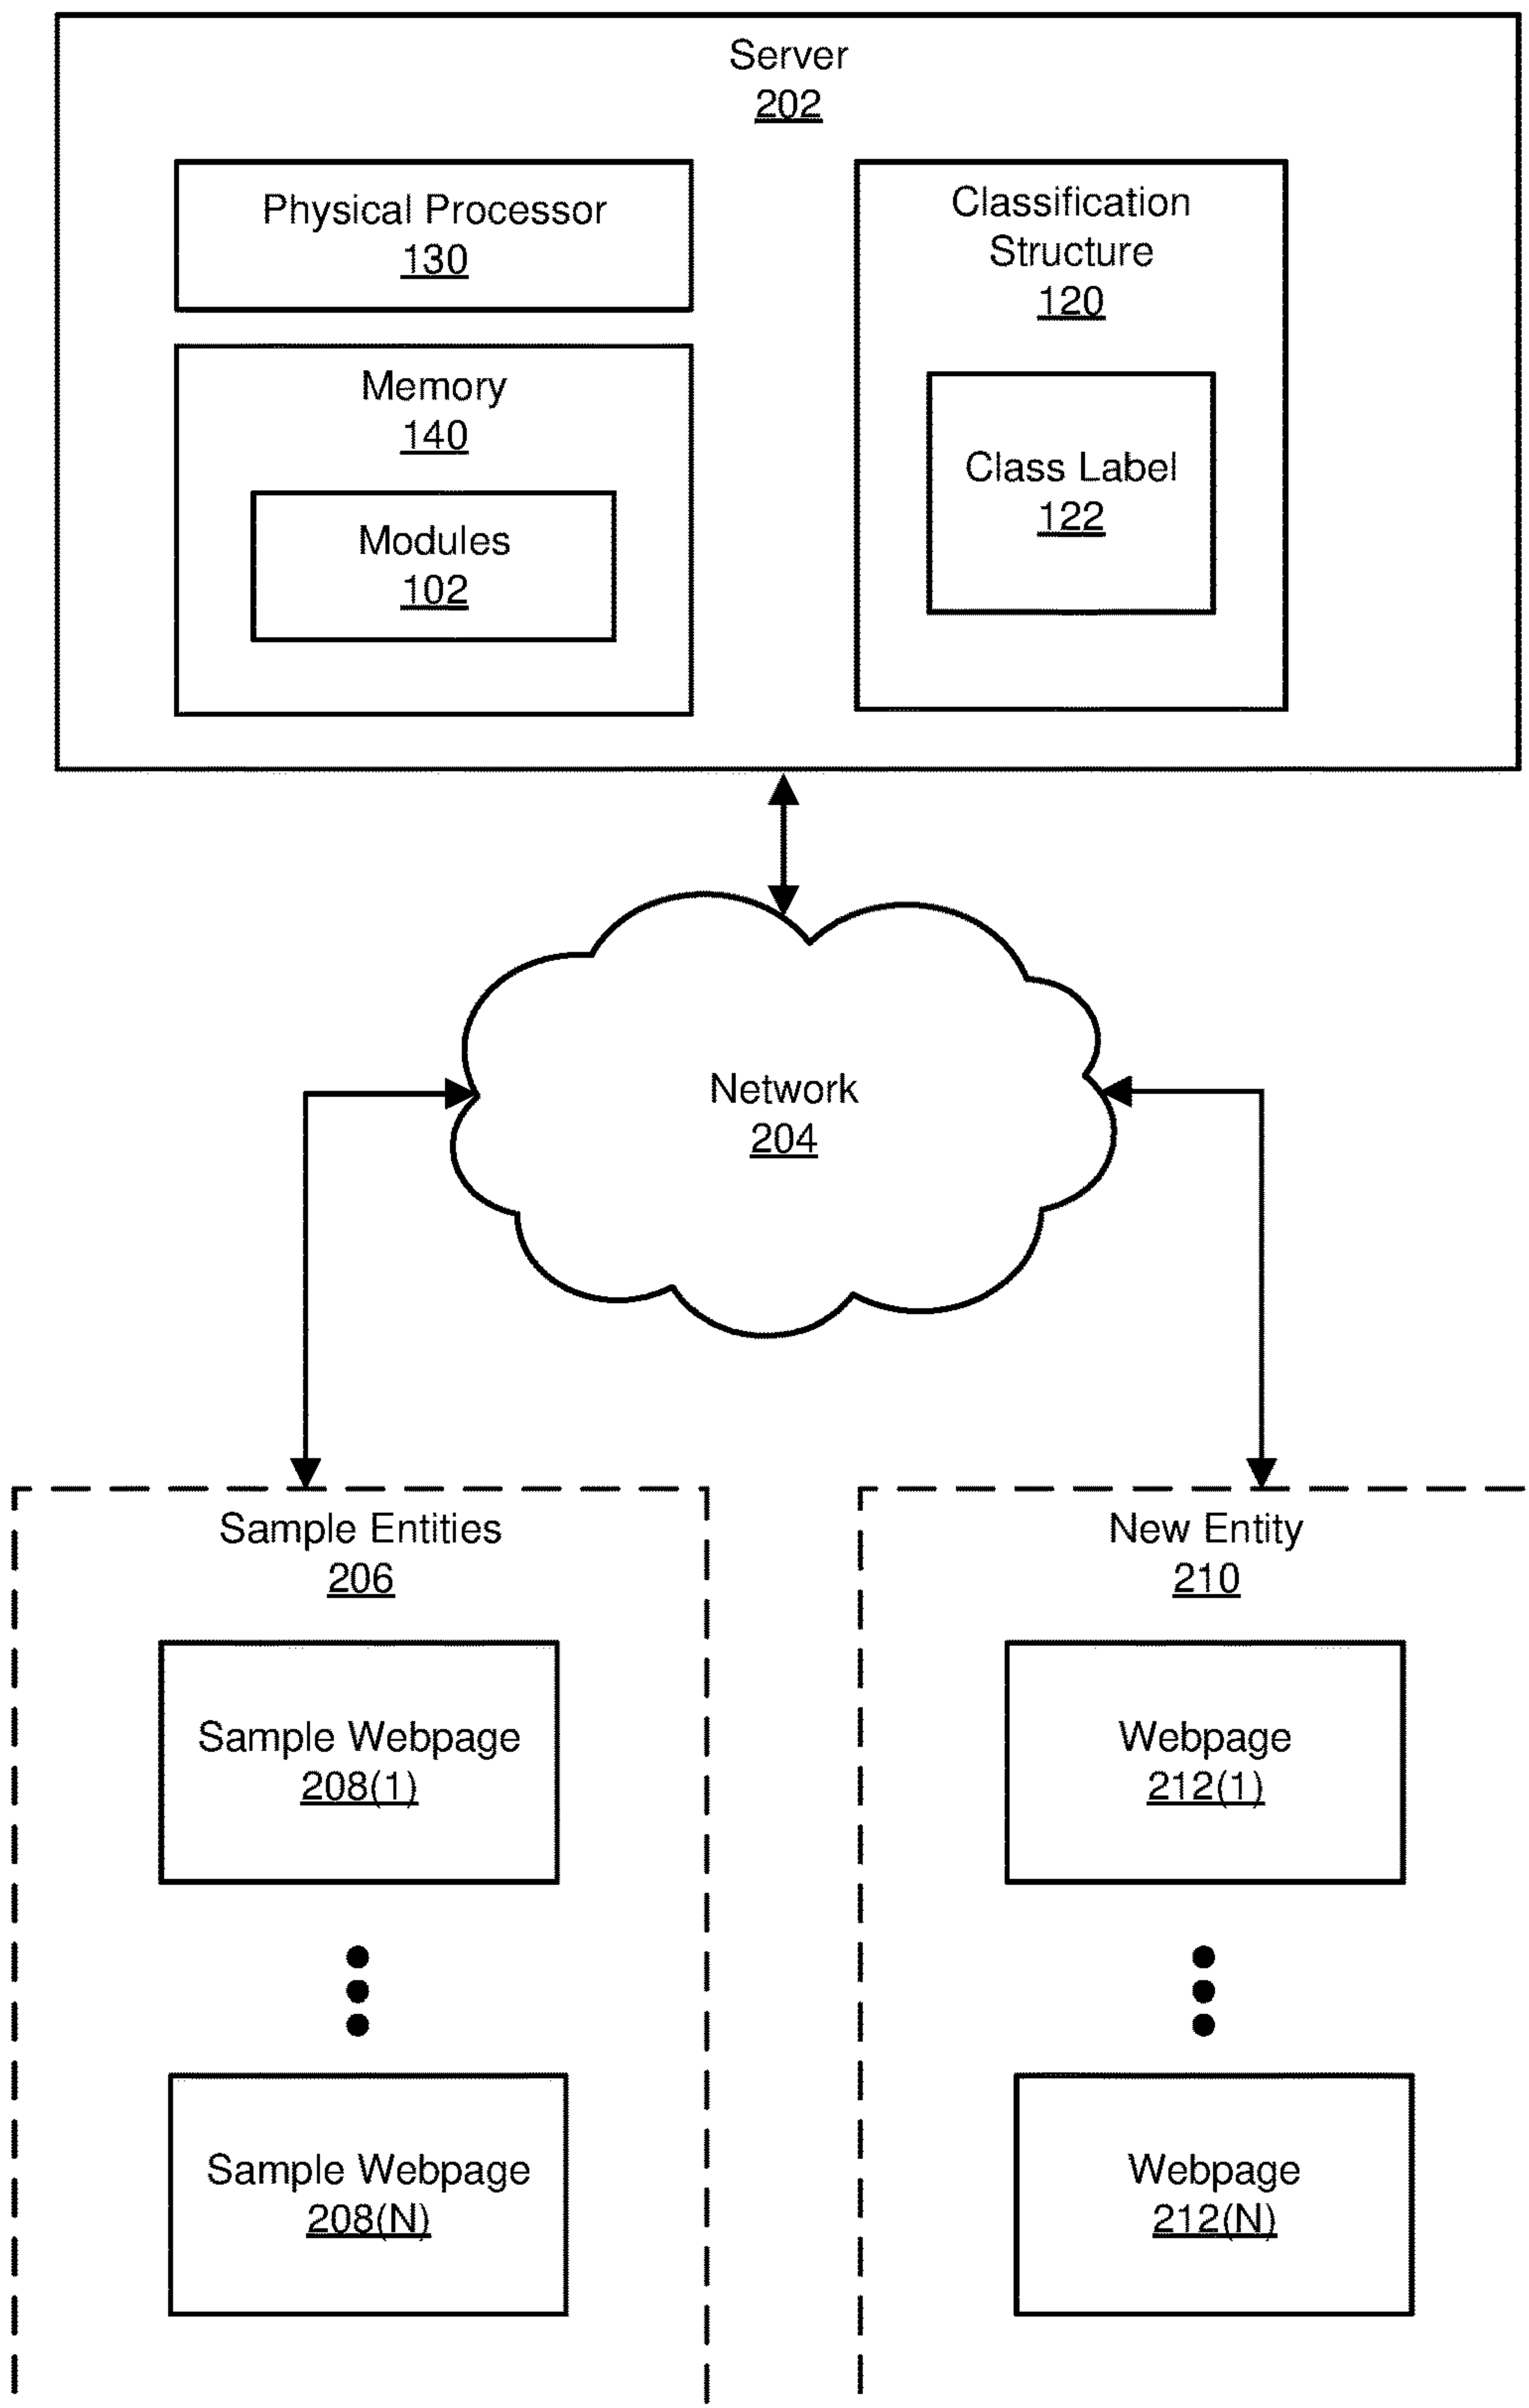 Server
202
Physical Processor
130
Memory
140
Modules
102
Classification
Structure
120
Class Label
122
Network
204
Sample Entities
206
Sample Webpage
208(1)
Sample Webpage
208(N)
New Entity
210
Webpage
212(1)
Webpage
212(N)